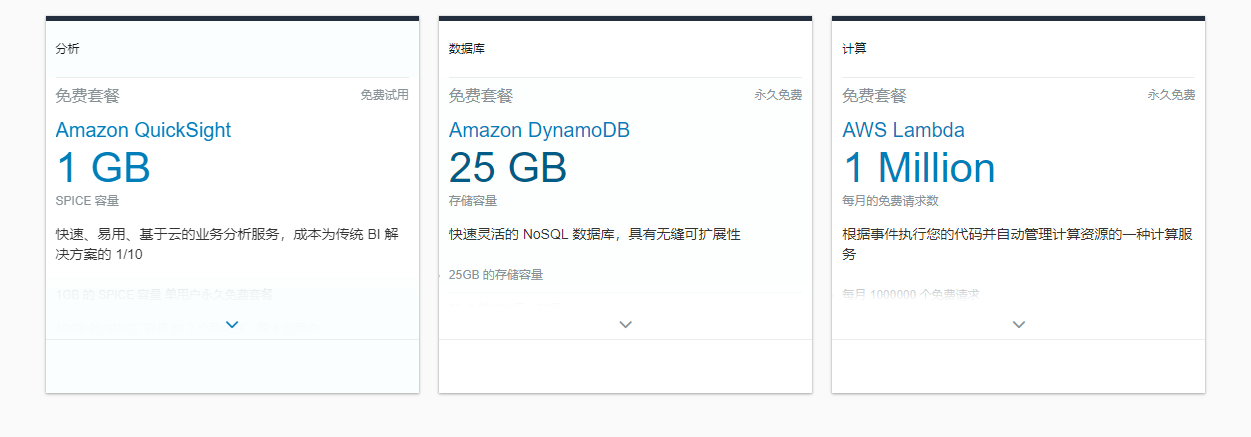 分析
免费套餐
免费试用
Amazon QuickSight
1 GB
SPICE 容量
快速、易用、基于云的业务分析服务，成本为传统 BI 解
决方案的 1/10
1GB 的 SPICE 容量,单用户永久免费套餐
数据库
免费套餐
永久免费
Amazon DynamoDB
25 GB
存储容量
快速灵活的 NoSQL 数据库，具有无缝可扩展性
25GB 的存储容量
计算
免费套餐
永久免费
AWS Lambda
1 Million
每月的免费请求数
根据事件执行您的代码并自动管理计算资源的一种计算服
务
每月 1000000 个免费请求